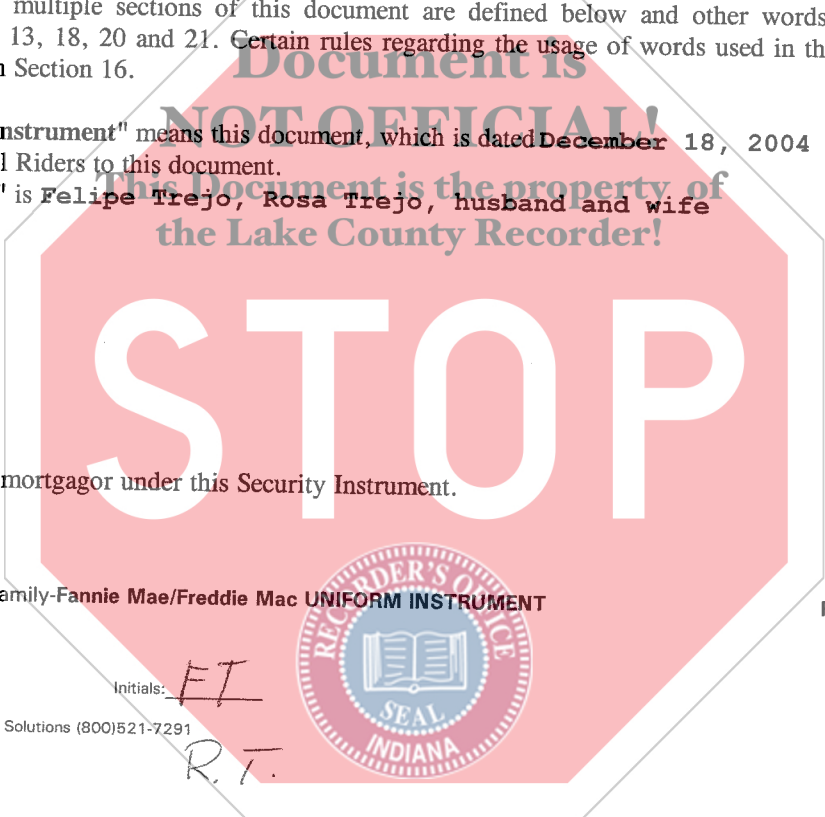 multiple sections of this document are defined below and other words
13, 18, 20 and 21. Certain rules regarding the usage of words used in th
n Section 16.
Document is
NOT OFFICIAL!
nstrument" means this document, which is dated December 18, 2004
l Riders to this document.
This Document is the property of
" is Felipe Trejo, Rosa Trejo, husband and wife
the Lake County Recorder!
STOP
mortgagor under this Security Instrument.
amily-Fannie Mae/Freddie Mac UNIFORM INSTRUMENT
RECORDER'S OFFICE
SEAL
INDIANA
Initials: FT
Solutions (800)521-7291
R. T.